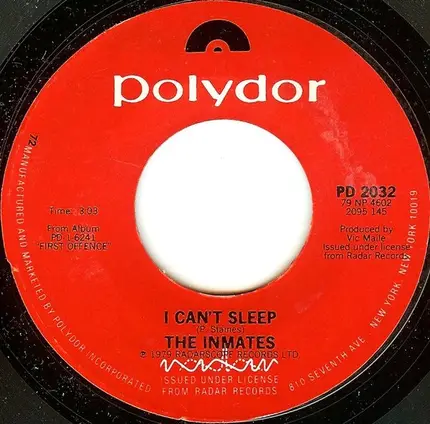 polydor
PD 2032
79 NP 4602
2095 145
Time: 3:03
From Album
PD-1-6241
"FIRST OFFENCE"
Produced by
Vic Maile
Issued under license
from Radar Records
I CAN'T SLEEP
(P. Staines)
THE INMATES
℗ 1979 RADARSCOPE RECORDS LTD.
radar
ISSUED UNDER LICENSE
FROM RADAR RECORDS
72 MANUFACTURED AND MARKETED BY POLYDOR INCORPORATED
810 SEVENTH AVE NEW YORK, NEW YORK 10019